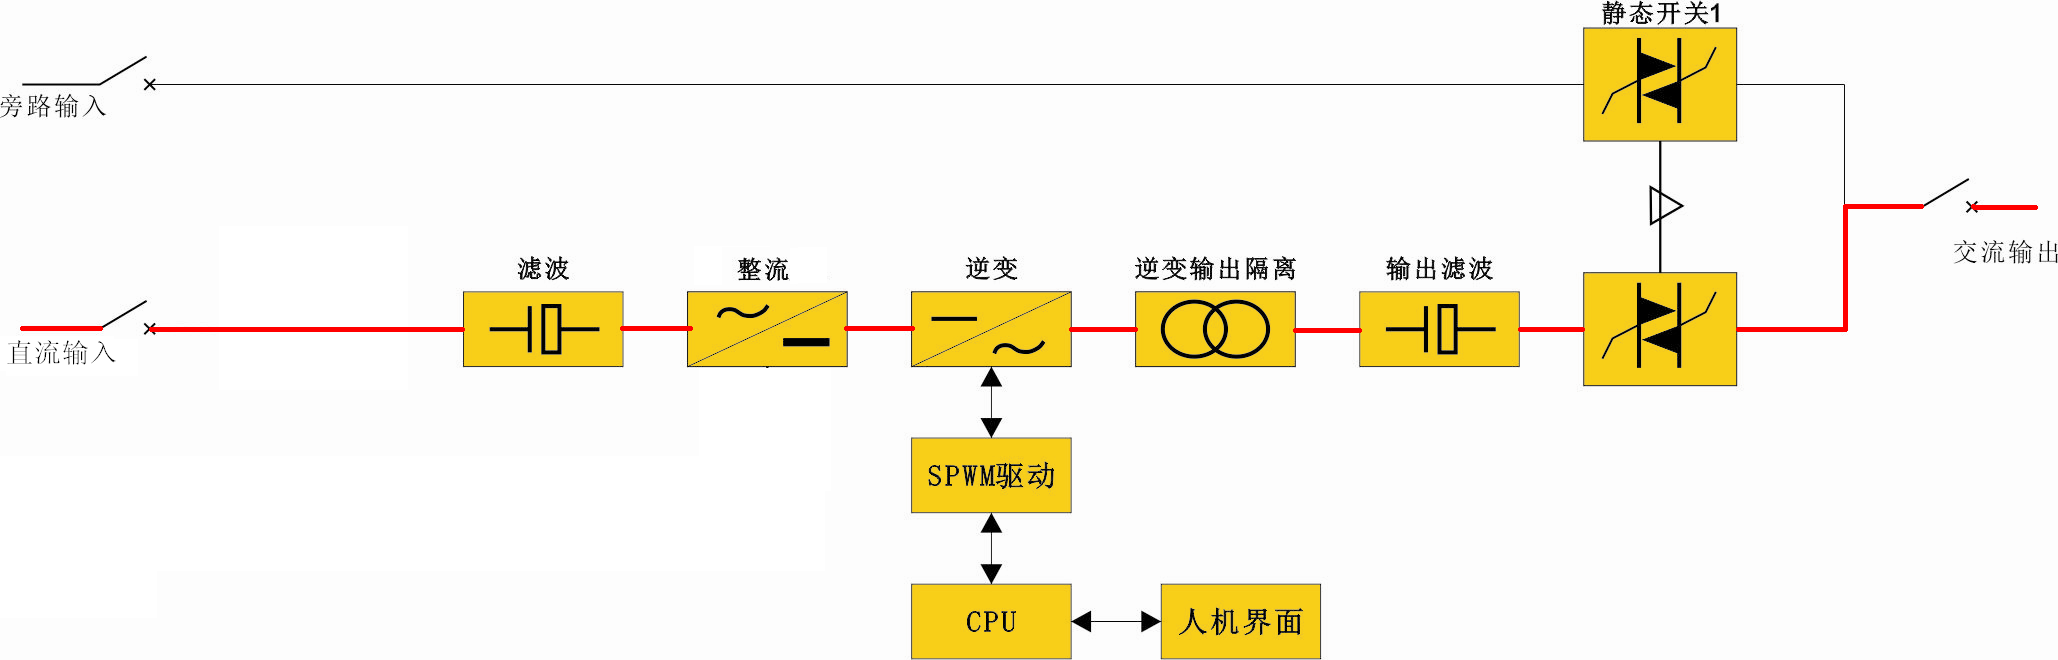 静态开关1
旁路输入
交流输出
滤波
整流
逆变
逆变输出隔离
输出滤波
直流输入
SPWM驱动
CPU
人机界面